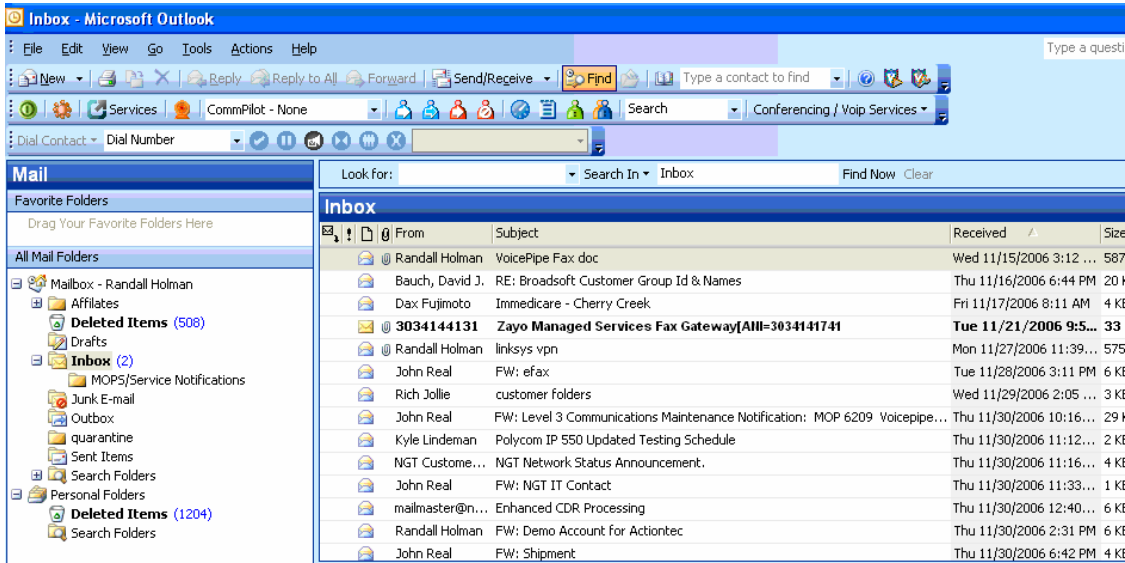 Inbox - Microsoft Outlook
File Edit View Go Tools Actions Help Type a questi
New Reply Reply to All Forward Send/Receive Find Type a contact to find
Services CommPilot - None Search Conferencing / Voip Services
Dial Contact Dial Number
Mail
Favorite Folders
Drag Your Favorite Folders Here
All Mail Folders
Mailbox - Randall Holman
Affilates
Deleted Items (508)
Drafts
Inbox (2)
MOPS/Service Notifications
Junk E-mail
Outbox
quarantine
Sent Items
Search Folders
Personal Folders
Deleted Items (1204)
Search Folders
Look for: Search In Inbox Find Now Clear
Inbox
From Subject Received Size
Randall Holman VoicePipe Fax doc Wed 11/15/2006 3:12 ... 587
Bauch, David J. RE: Broadsoft Customer Group Id & Names Thu 11/16/2006 6:44 PM 20 K
Dax Fujimoto Immedicare - Cherry Creek Fri 11/17/2006 8:11 AM 4 KB
3034144131 Zayo Managed Services Fax Gateway[ANI=3034141741 Tue 11/21/2006 9:5... 33
Randall Holman linksys vpn Mon 11/27/2006 11:39... 575
John Real FW: efax Tue 11/28/2006 3:11 PM 6 KB
Rich Jollie customer folders Wed 11/29/2006 2:05 ... 3 KB
John Real FW: Level 3 Communications Maintenance Notification: MOP 6209 Voicepipe... Thu 11/30/2006 10:16... 29 K
Kyle Lindeman Polycom IP 550 Updated Testing Schedule Thu 11/30/2006 11:12... 2 KB
NGT Custome... NGT Network Status Announcement. Thu 11/30/2006 11:16... 4 KB
John Real FW: NGT IT Contact Thu 11/30/2006 11:33... 1 KB
mailmaster@n... Enhanced CDR Processing Thu 11/30/2006 12:40... 6 KB
Randall Holman FW: Demo Account for Actiontec Thu 11/30/2006 2:31 PM 6 KB
John Real FW: Shipment Thu 11/30/2006 6:42 PM 4 KB